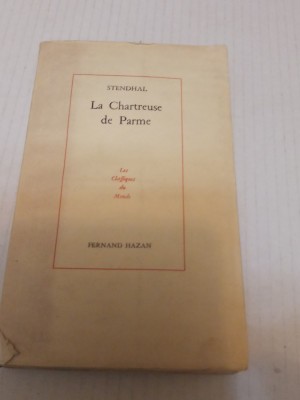 STENDHAL
La Chartreuse
de Parme
Les
Classiques
du
Monde
FERNAND HAZAN